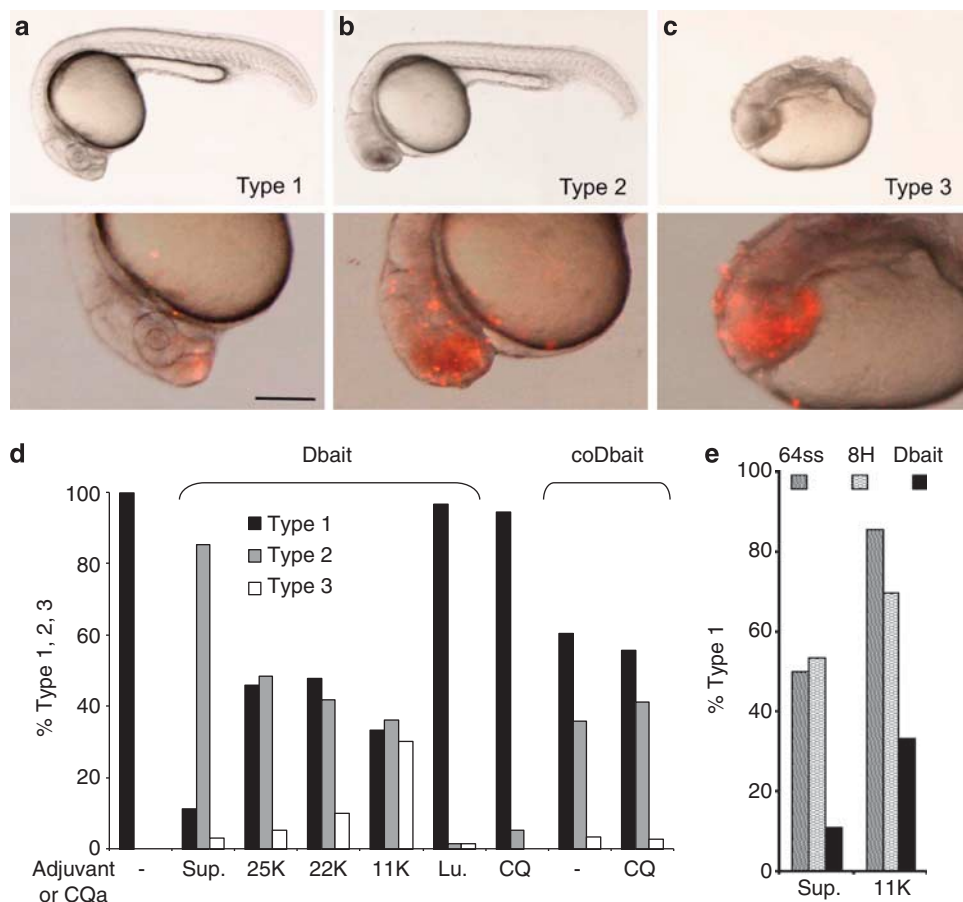 a
b
c
Type 1
Type 2
Type 3
d
Dbait
coDbait
% Type 1, 2, 3
100
80
60
40
20
0
Type 1
Type 2
Type 3
Adjuvant or CQa
- Sup. 25K 22K 11K Lu. CQ - CQ
e
64ss 8H Dbait
% Type 1
100
80
60
40
20
0
Sup. 11K